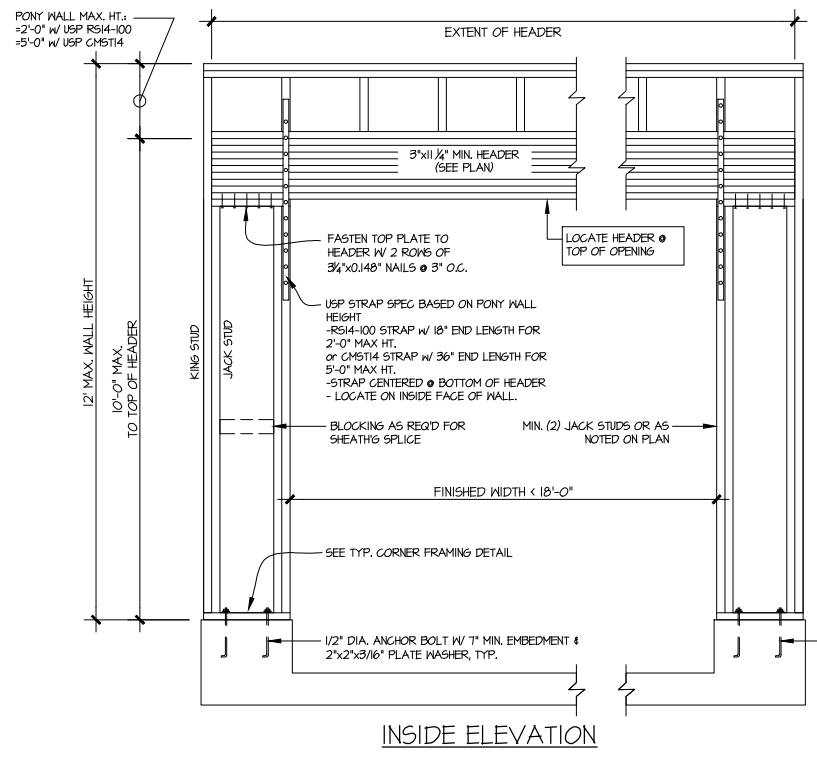 PONY WALL MAX. HT.:
=2'-0" W/ USP RS14-100
=5'-0" W/ USP CMST14
EXTENT OF HEADER
3"x11 1/4" MIN. HEADER
(SEE PLAN)
FASTEN TOP PLATE TO
HEADER W/ 2 ROWS OF
3 1/4"x0.148" NAILS @ 3" O.C.
LOCATE HEADER @
TOP OF OPENING
USP STRAP SPEC BASED ON PONY WALL
HEIGHT
-RS14-100 STRAP w/ 18" END LENGTH FOR
2'-0" MAX HT.
or CMST14 STRAP w/ 36" END LENGTH FOR
5'-0" MAX HT.
-STRAP CENTERED @ BOTTOM OF HEADER
- LOCATE ON INSIDE FACE OF WALL.
12' MAX. WALL HEIGHT
10'-0" MAX.
TO TOP OF HEADER
KING STUD
JACK STUD
BLOCKING AS REQ'D FOR
SHEATH'G SPLICE
MIN. (2) JACK STUDS OR AS
NOTED ON PLAN
FINISHED WIDTH < 18'-0"
SEE TYP. CORNER FRAMING DETAIL
1/2" DIA. ANCHOR BOLT W/ 7" MIN. EMBEDMENT &
2"x2"x3/16" PLATE WASHER, TYP.
INSIDE ELEVATION